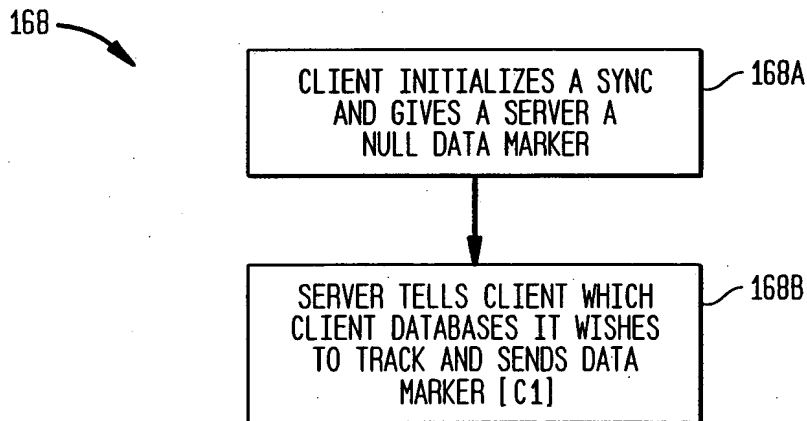 168
CLIENT INITIALIZES A SYNC
AND GIVES A SERVER A
NULL DATA MARKER
168A
SERVER TELLS CLIENT WHICH
CLIENT DATABASES IT WISHES
TO TRACK AND SENDS DATA
MARKER [C1]
168B